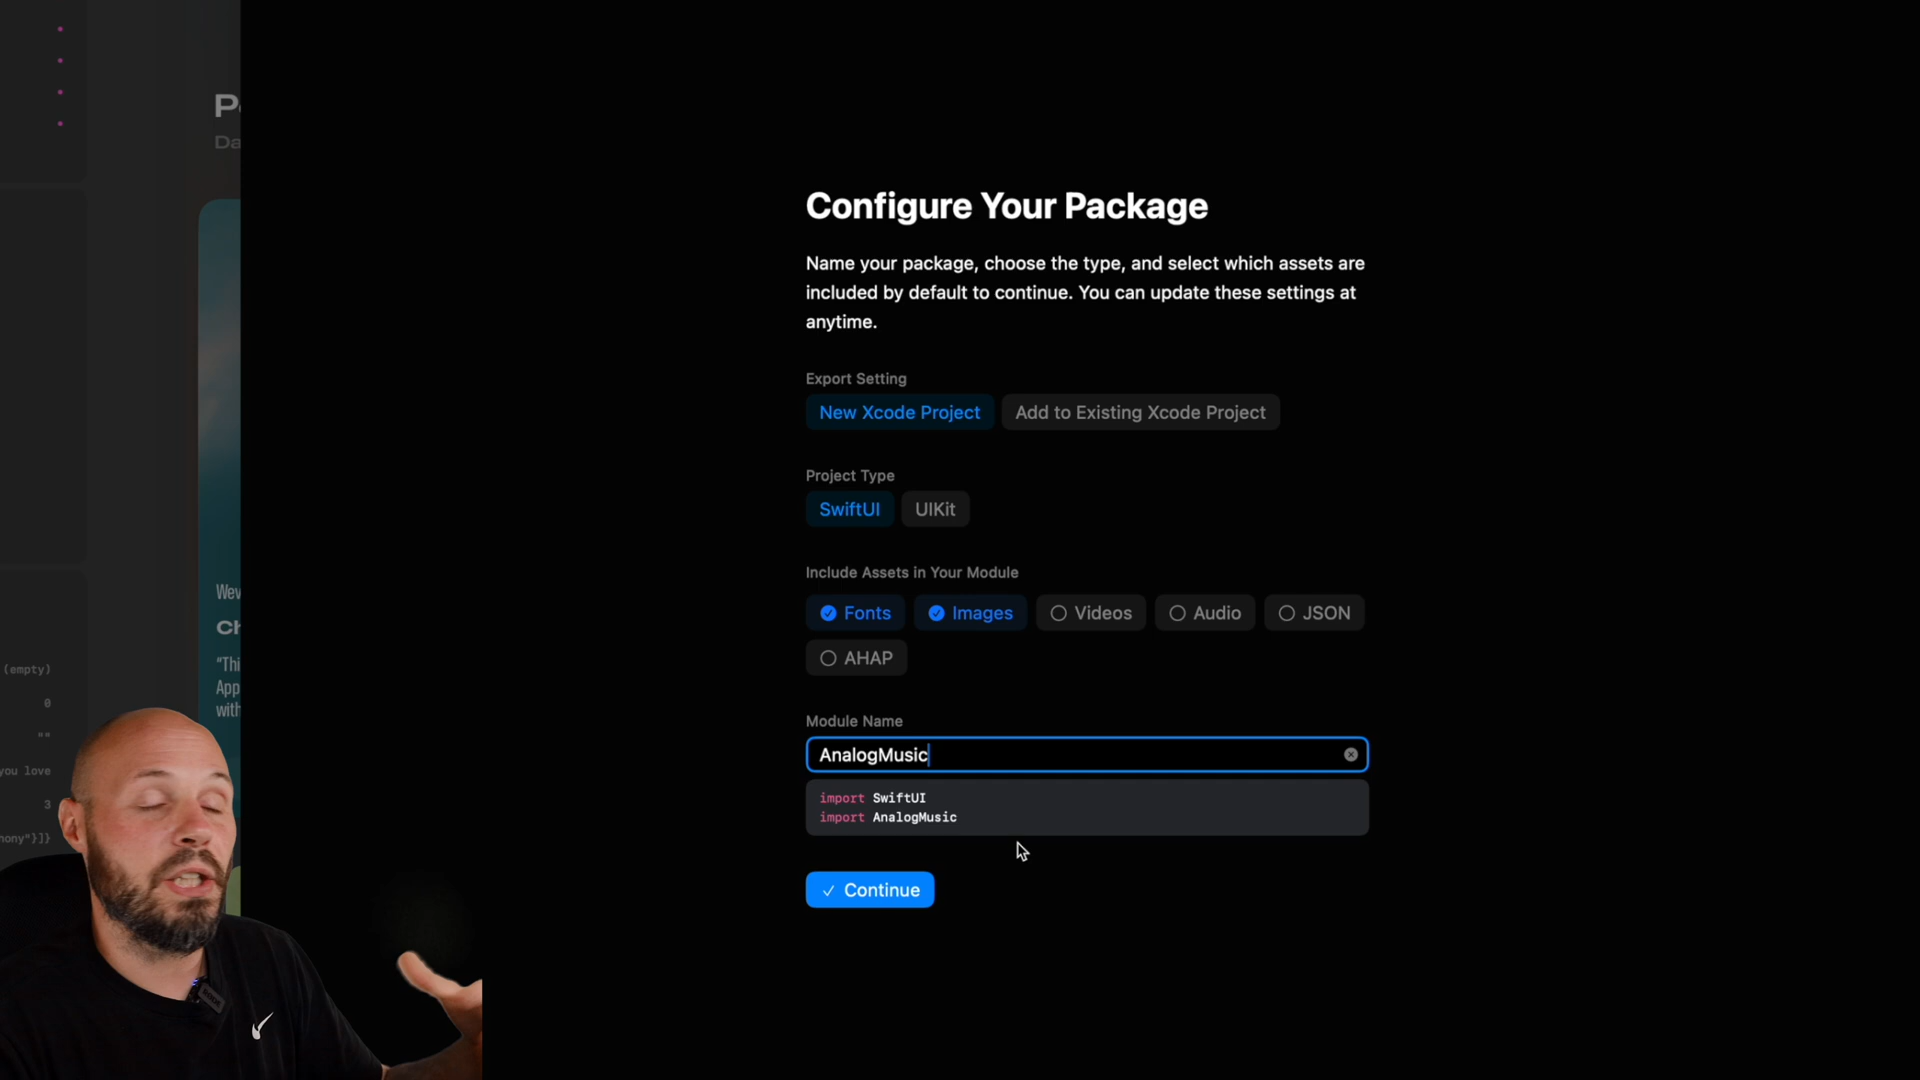 Configure Your Package
Name your package, choose the type, and select which assets are
included by default to continue. You can update these settings at
anytime.
Export Setting
New Xcode Project Add to Existing Xcode Project
Project Type
SwiftUI UIKit
Include Assets in Your Module
Fonts Images Videos Audio JSON
AHAP
Module Name
AnalogMusic
import SwiftUI
import AnalogMusic
Continue
(empty)
0
""
you love
3
with